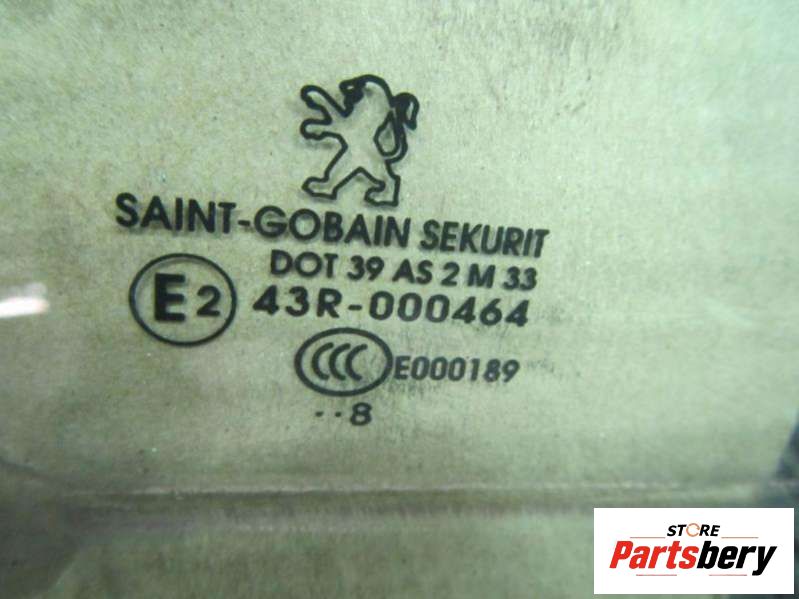 SAINT-GOBAIN SEKURIT
DOT 39 AS 2 M 33
E2 43R-000464
CCC E000189
··8
STORE
Partsbery